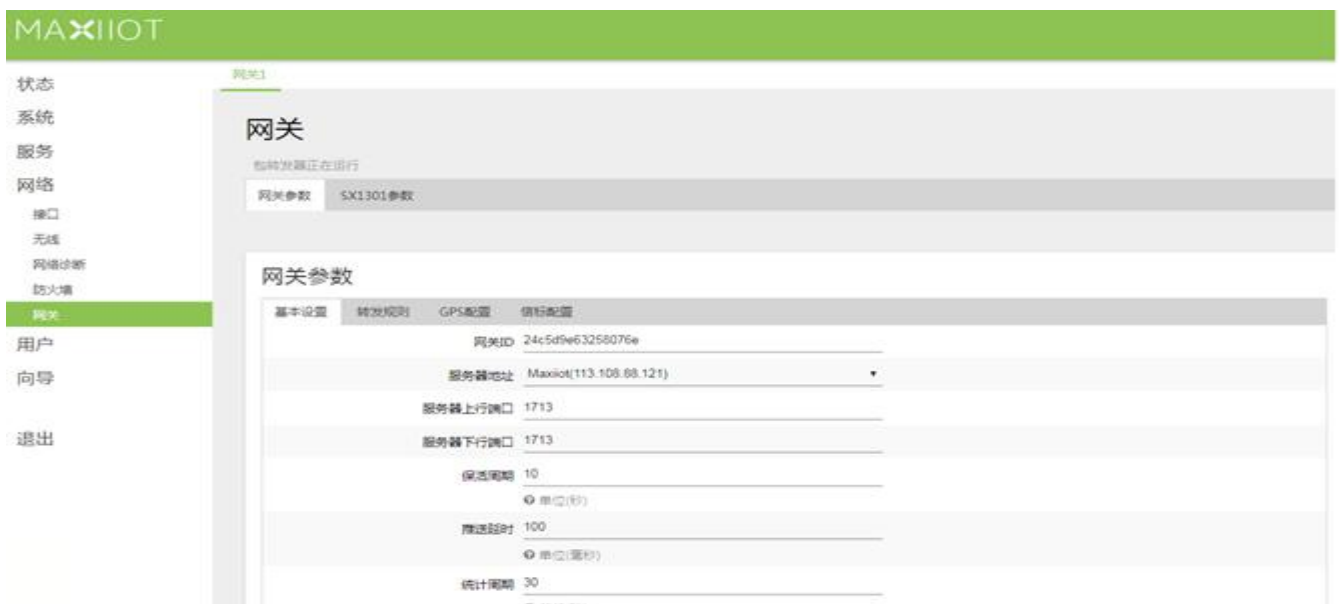 MAXIIOT
网关1
状态
系统
服务
网络
接口
无线
网络诊断
防火墙
网关
用户
向导
退出
网关
包转发器正在运行
网关参数 SX1301参数
网关参数
基本设置 转发规则 GPS配置 信标配置
网关ID 24c5d9e63258076e
服务器地址 Maxiiot(113.108.88.121)
服务器上行端口 1713
服务器下行端口 1713
保活周期 10
单位(秒)
推送延时 100
单位(毫秒)
统计周期 30